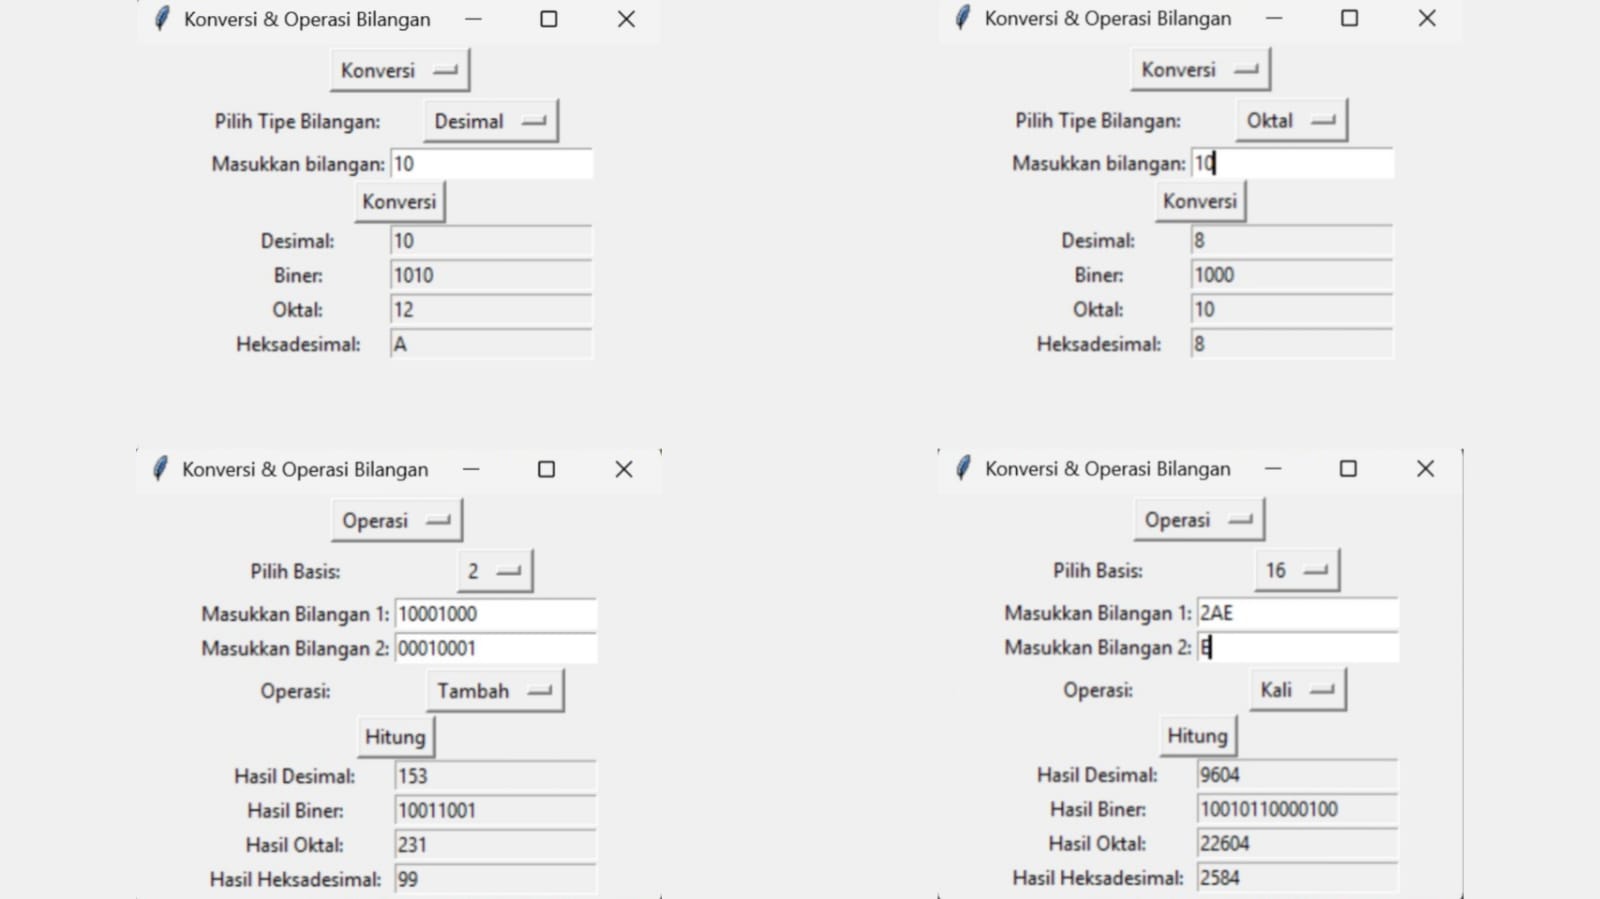 Konversi & Operasi Bilangan
Konversi
Pilih Tipe Bilangan: Desimal
Masukkan bilangan: 10
Konversi
Desimal: 10
Biner: 1010
Oktal: 12
Heksadesimal: A
Konversi & Operasi Bilangan
Konversi
Pilih Tipe Bilangan: Oktal
Masukkan bilangan: 10
Konversi
Desimal: 8
Biner: 1000
Oktal: 10
Heksadesimal: 8
Konversi & Operasi Bilangan
Operasi
Pilih Basis: 2
Masukkan Bilangan 1: 10001000
Masukkan Bilangan 2: 00010001
Operasi: Tambah
Hitung
Hasil Desimal: 153
Hasil Biner: 10011001
Hasil Oktal: 231
Hasil Heksadesimal: 99
Konversi & Operasi Bilangan
Operasi
Pilih Basis: 16
Masukkan Bilangan 1: 2AE
Masukkan Bilangan 2: E
Operasi: Kali
Hitung
Hasil Desimal: 9604
Hasil Biner: 10010110000100
Hasil Oktal: 22604
Hasil Heksadesimal: 2584